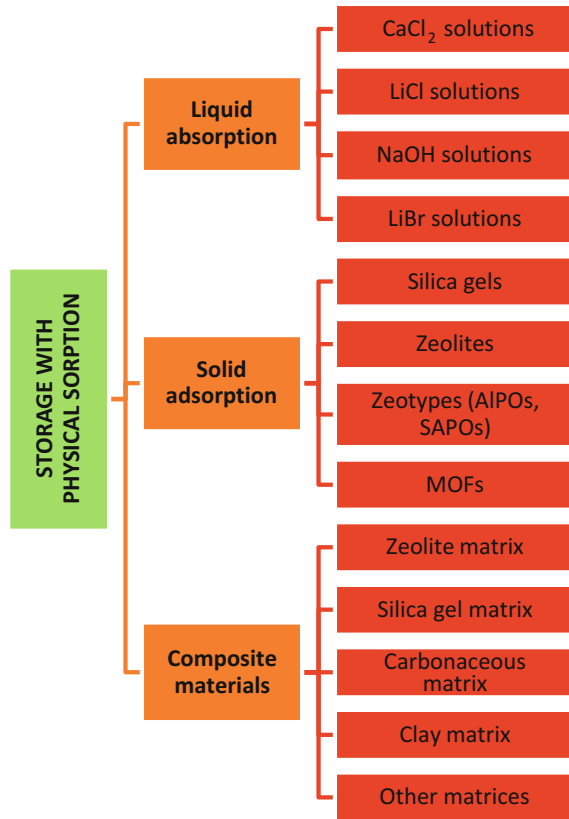 STORAGE WITH
PHYSICAL SORPTION
Liquid
absorption
CaCl₂ solutions
LiCl solutions
NaOH solutions
LiBr solutions
Solid
adsorption
Silica gels
Zeolites
Zeotypes (AlPOs,
SAPOs)
MOFs
Composite
materials
Zeolite matrix
Silica gel matrix
Carbonaceous
matrix
Clay matrix
Other matrices